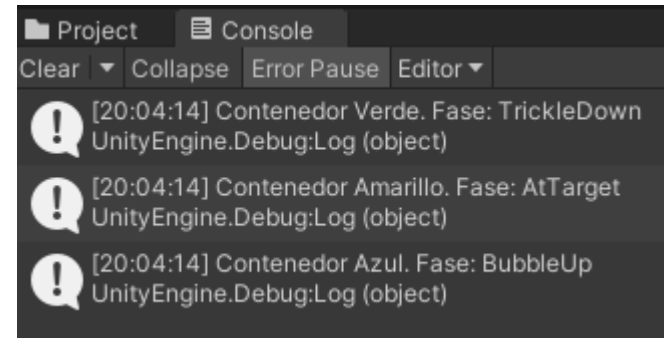 Project Console
Clear Collapse Error Pause Editor
[20:04:14] Contenedor Verde. Fase: TrickleDown
UnityEngine.Debug:Log (object)
[20:04:14] Contenedor Amarillo. Fase: AtTarget
UnityEngine.Debug:Log (object)
[20:04:14] Contenedor Azul. Fase: BubbleUp
UnityEngine.Debug:Log (object)